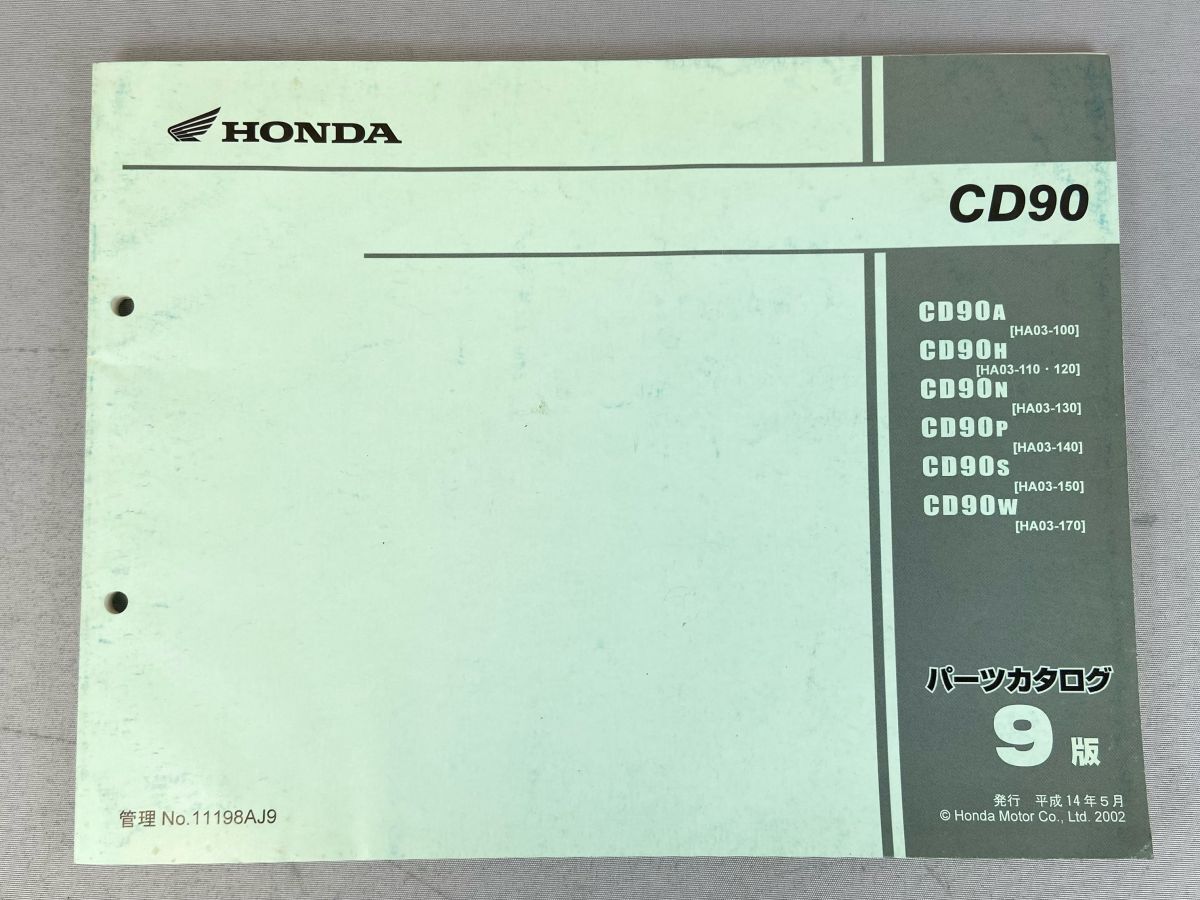 HONDA
CD90
CD90A
[HA03-100]
CD90H
[HA03-110・120]
CD90N
[HA03-130]
CD90P
[HA03-140]
CD90S
[HA03-150]
CD90W
[HA03-170]
パーツカタログ
9版
発行 平成14年5月
© Honda Motor Co., Ltd. 2002
管理 No.11198AJ9